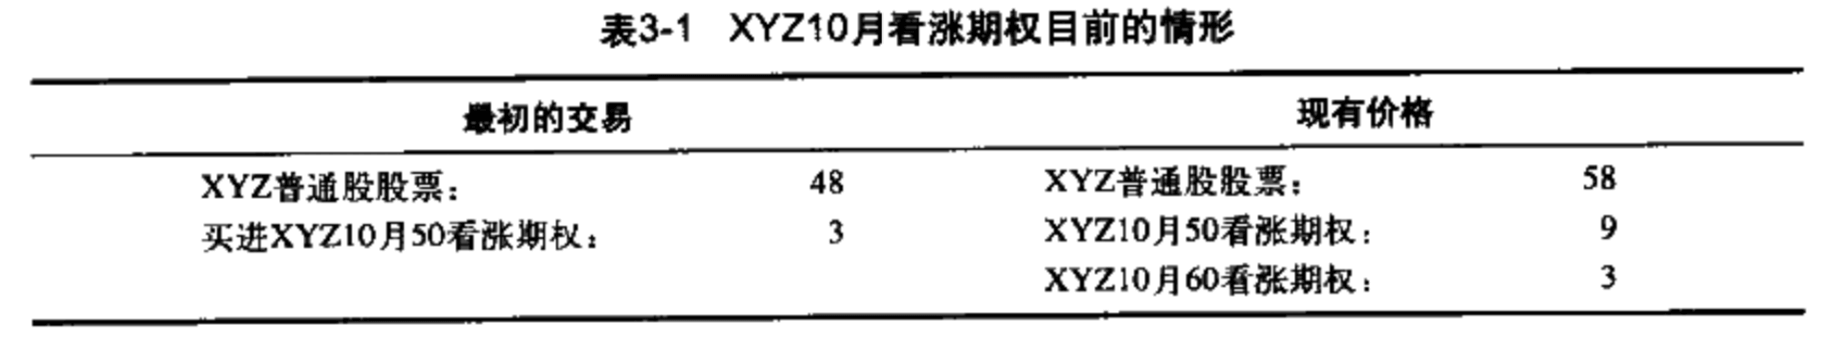 表3-1 XYZ10月看涨期权目前的情形
最初的交易 现有价格
XYZ普通股股票： 48 XYZ普通股股票： 58
买进XYZ10月50看涨期权： 3 XYZ10月50看涨期权： 9
XYZ10月60看涨期权： 3